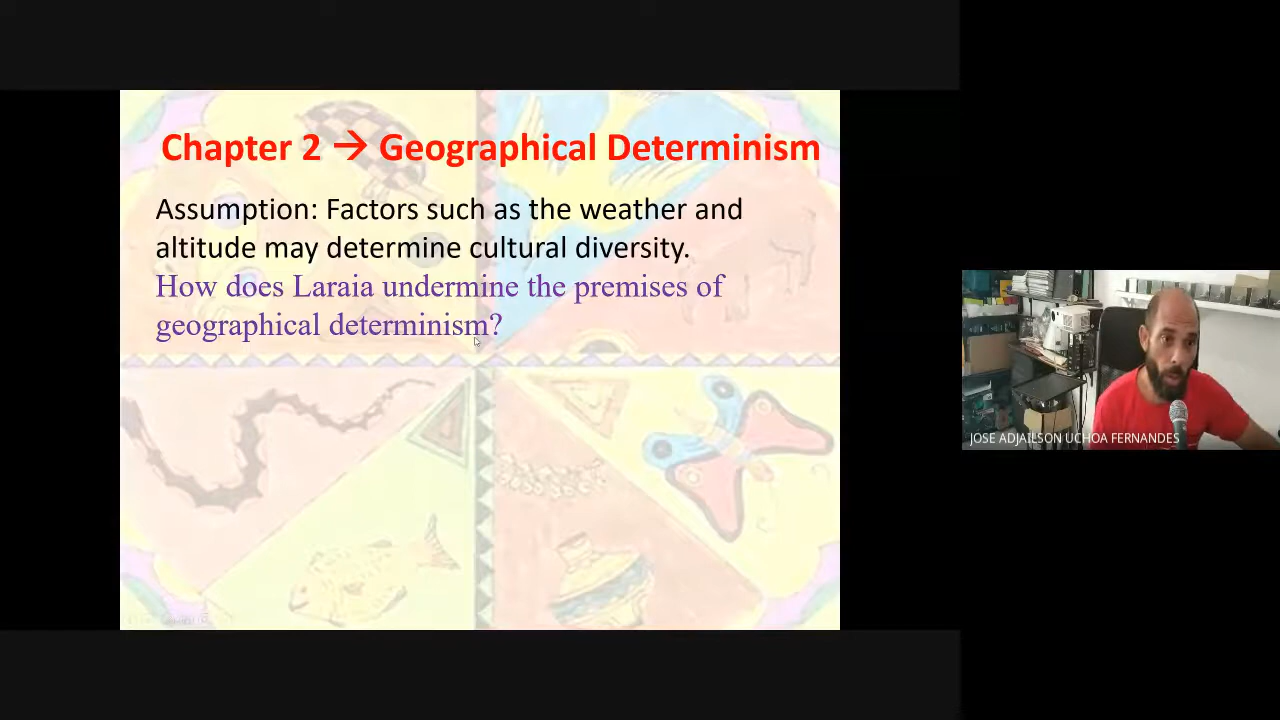 Chapter 2 → Geographical Determinism
Assumption: Factors such as the weather and
altitude may determine cultural diversity.
How does Laraia undermine the premises of
geographical determinism?
JOSE ADJAILSON UCHOA FERNANDES